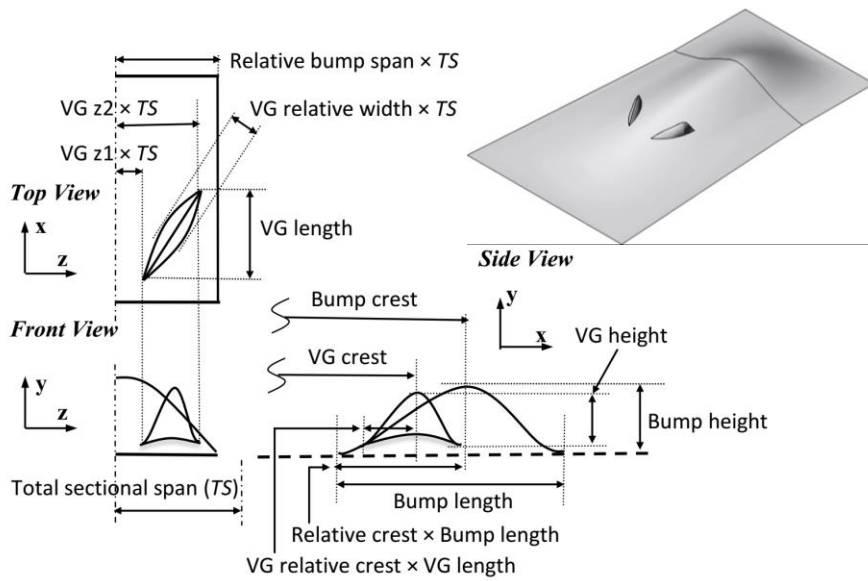 Relative bump span × TS
VG z2 × TS
VG relative width × TS
VG z1 × TS
Top View
x
z
VG length
Side View
y
x
Bump crest
Front View
VG height
VG crest
y
z
Bump height
Total sectional span (TS)
Bump length
Relative crest × Bump length
VG relative crest × VG length